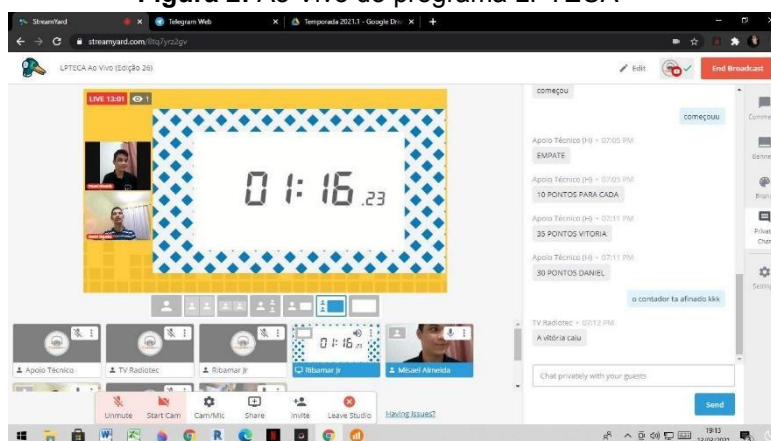 Figura 2: Ao Vivo do programa LPTECA
StreamYard
Telegram Web
Temporada 2021.1 - Google Driv
streamyard.com/
LPTECA Ao Vivo (Edição 26)
Edit
End Broadcast
LIVE 13:01
1
01:16.23
começou
começouu
Apoio Técnico (H) • 07:05 PM
EMPATE
Apoio Técnico (H) • 07:05 PM
10 PONTOS PARA CADA
Apoio Técnico (H) • 07:11 PM
35 PONTOS VITORIA
Apoio Técnico (H) • 07:11 PM
30 PONTOS DANIEL
o contador ta afinado kkk
TV Radiotec • 07:12 PM
A vitória caiu
Chat privately with your guests
Send
Apoio Técnico
TV Radiotec
Ribamar Jr
Ribamar Jr
Misael Almeida
Unmute
Start Cam
Cam/Mic
Share
Invite
Leave Studio
Having Issues?
19:13